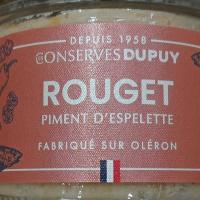 DEPUIS 1958
CONSERVES DUPUY
ROUGET
PIMENT D'ESPELETTE
FABRIQUÉ SUR OLÉRON